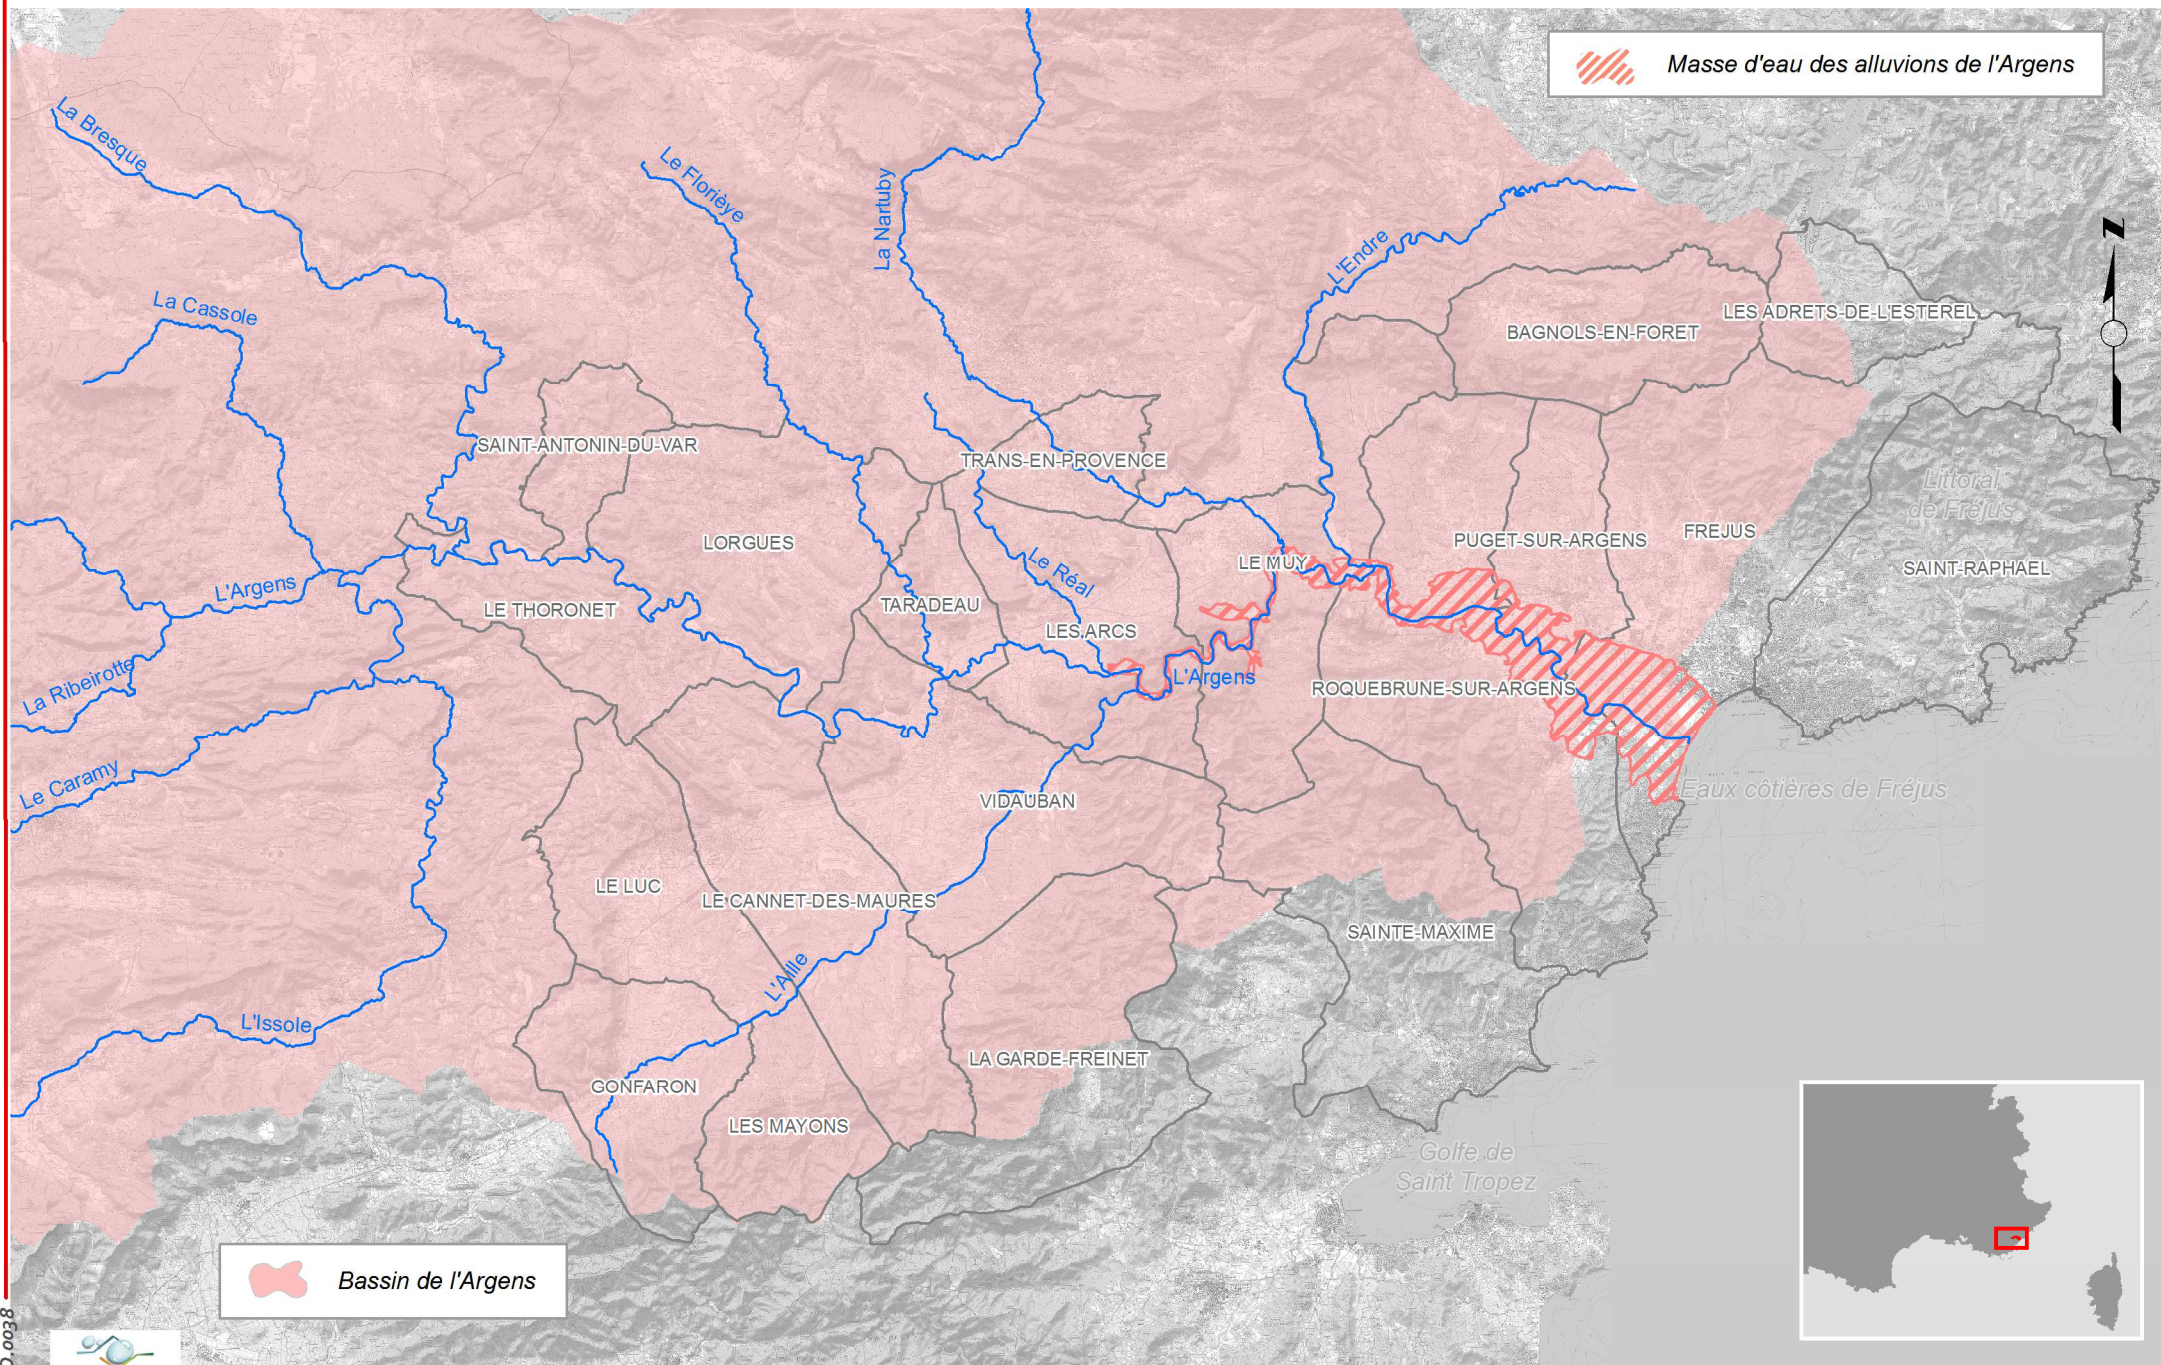 Masse d'eau des alluvions de l'Argens
La Bresque
Le Florièye
La Nartuby
L'Endre
N
La Cassole
LES ADRETS-DE-L'ESTEREL
BAGNOLS-EN-FORET
SAINT-ANTONIN-DU-VAR
TRANS-EN-PROVENCE
Littoral
de Fréjus
LORGUES
PUGET-SUR-ARGENS
FREJUS
LE MUY
SAINT-RAPHAEL
Le Réal
L'Argens
LE THORONET
TARADEAU
LES ARCS
La Ribeirotte
L'Argens
ROQUEBRUNE-SUR-ARGENS
Le Caramy
VIDAUBAN
Eaux côtières de Fréjus
LE LUC
LE CANNET-DES-MAURES
SAINTE-MAXIME
L'Aille
L'Issole
LA GARDE-FREINET
GONFARON
LES MAYONS
Golfe de
Saint Tropez
Bassin de l'Argens